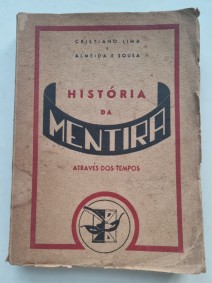 CRISTIANO LIMA
E
ALMEIDA E SOUSA
HISTÓRIA
DA
MENTIRA
ATRAVÉS DOS TEMPOS